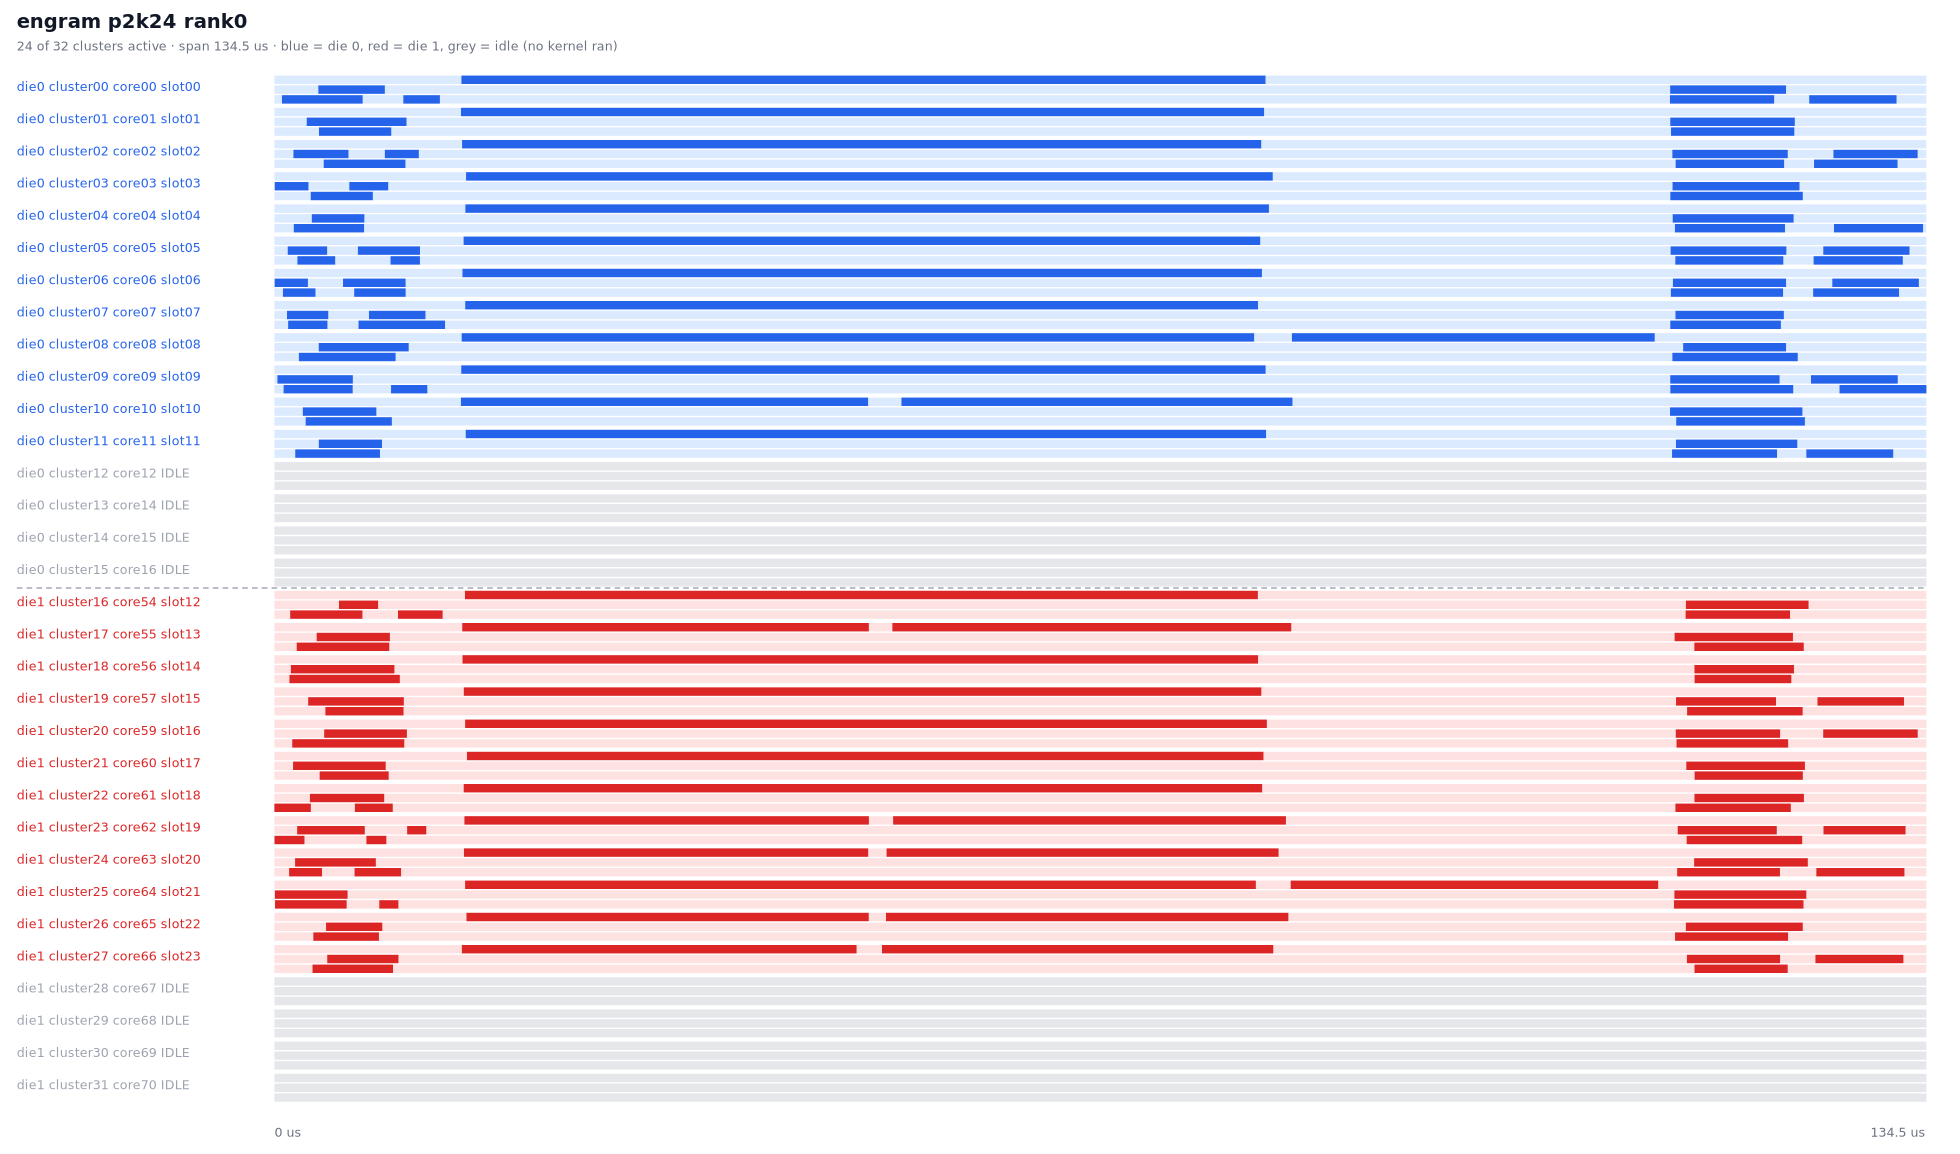 engram p2k24 rank0
24 of 32 clusters active · span 134.5 us · blue = die 0, red = die 1, grey = idle (no kernel ran)
die0 cluster00 core00 slot00
die0 cluster01 core01 slot01
die0 cluster02 core02 slot02
die0 cluster03 core03 slot03
die0 cluster04 core04 slot04
die0 cluster05 core05 slot05
die0 cluster06 core06 slot06
die0 cluster07 core07 slot07
die0 cluster08 core08 slot08
die0 cluster09 core09 slot09
die0 cluster10 core10 slot10
die0 cluster11 core11 slot11
die0 cluster12 core12 IDLE
die0 cluster13 core14 IDLE
die0 cluster14 core15 IDLE
die0 cluster15 core16 IDLE
die1 cluster16 core54 slot12
die1 cluster17 core55 slot13
die1 cluster18 core56 slot14
die1 cluster19 core57 slot15
die1 cluster20 core59 slot16
die1 cluster21 core60 slot17
die1 cluster22 core61 slot18
die1 cluster23 core62 slot19
die1 cluster24 core63 slot20
die1 cluster25 core64 slot21
die1 cluster26 core65 slot22
die1 cluster27 core66 slot23
die1 cluster28 core67 IDLE
die1 cluster29 core68 IDLE
die1 cluster30 core69 IDLE
die1 cluster31 core70 IDLE
0 us
134.5 us